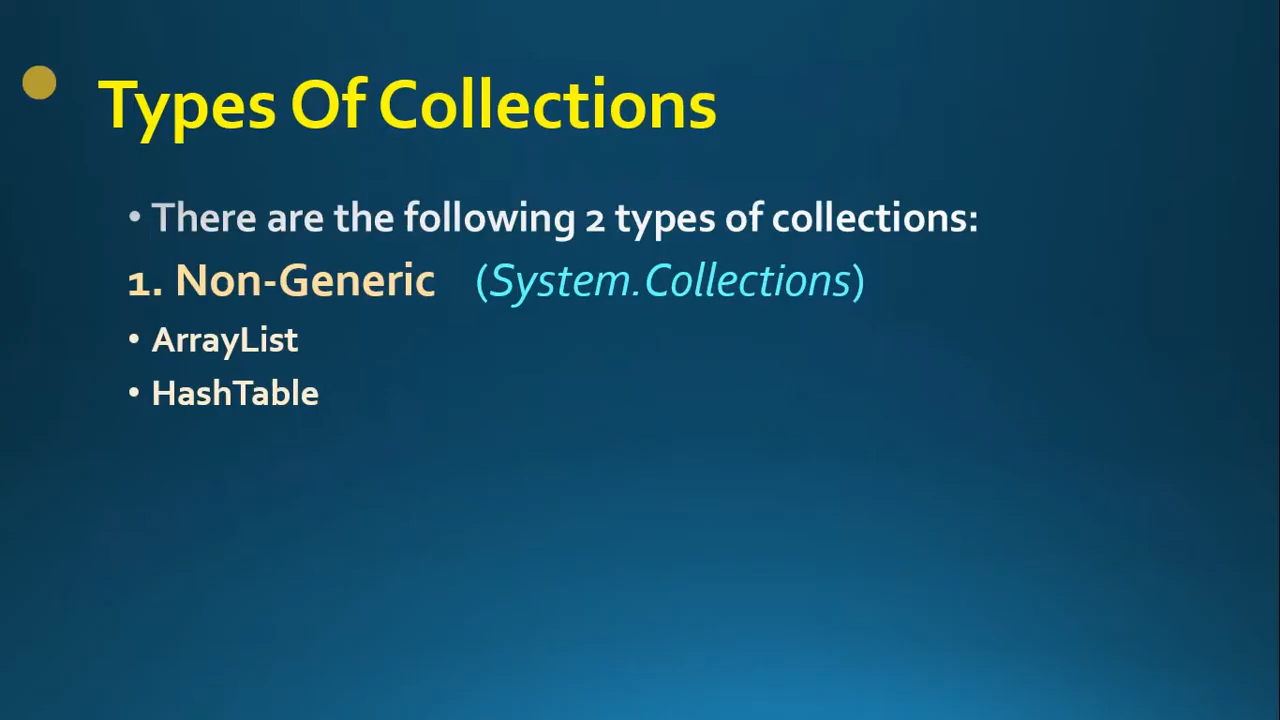 Types Of Collections
• There are the following 2 types of collections:
1. Non-Generic (System.Collections)
• ArrayList
• HashTable